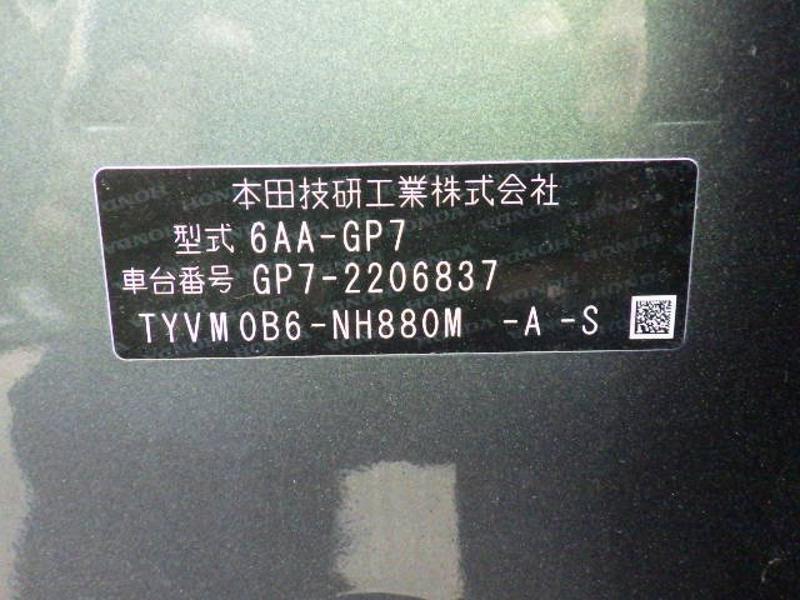 本田技研工業株式会社
型式 6AA-GP7
車台番号 GP7-2206837
TYVM0B6-NH880M -A -S